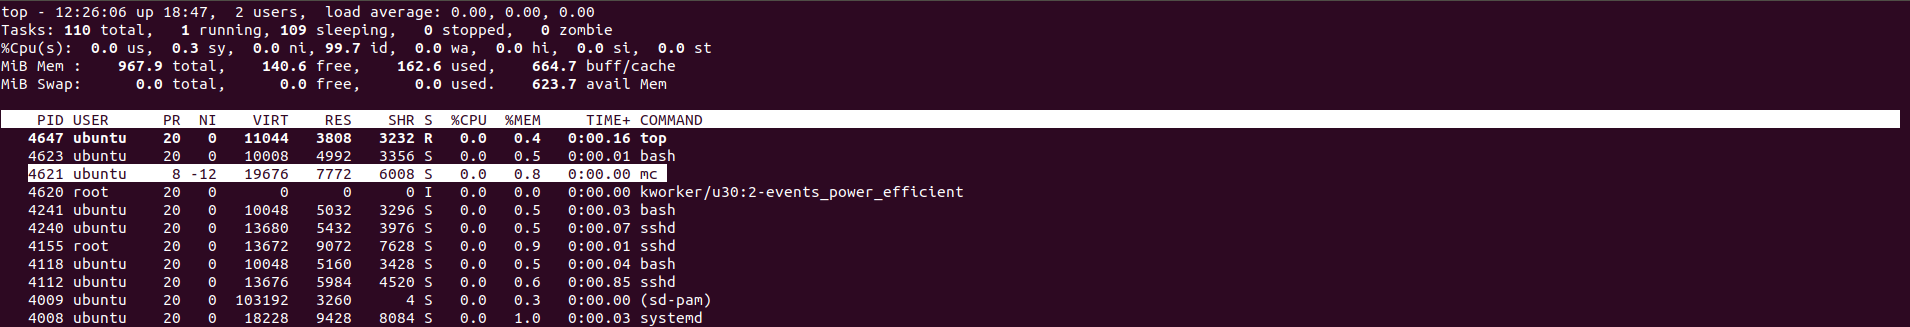 top - 12:26:06 up 18:47,  2 users,  load average: 0.00, 0.00, 0.00
Tasks: 110 total,   1 running, 109 sleeping,   0 stopped,   0 zombie
%Cpu(s):  0.0 us,  0.3 sy,  0.0 ni, 99.7 id,  0.0 wa,  0.0 hi,  0.0 si,  0.0 st
MiB Mem :    967.9 total,    140.6 free,    162.6 used,    664.7 buff/cache
MiB Swap:      0.0 total,      0.0 free,      0.0 used.    623.7 avail Mem
    PID USER      PR  NI    VIRT    RES    SHR S  %CPU  %MEM     TIME+ COMMAND
   4647 ubuntu    20   0   11044   3808   3232 R   0.0   0.4   0:00.16 top
   4623 ubuntu    20   0   10008   4992   3356 S   0.0   0.5   0:00.01 bash
   4621 ubuntu     8 -12   19676   7772   6008 S   0.0   0.8   0:00.00 mc
   4620 root      20   0       0      0      0 I   0.0   0.0   0:00.00 kworker/u30:2-events_power_efficient
   4241 ubuntu    20   0   10048   5032   3296 S   0.0   0.5   0:00.03 bash
   4240 ubuntu    20   0   13680   5432   3976 S   0.0   0.5   0:00.07 sshd
   4155 root      20   0   13672   9072   7628 S   0.0   0.9   0:00.01 sshd
   4118 ubuntu    20   0   10048   5160   3428 S   0.0   0.5   0:00.04 bash
   4112 ubuntu    20   0   13676   5984   4520 S   0.0   0.6   0:00.85 sshd
   4009 ubuntu    20   0  103192   3260      4 S   0.0   0.3   0:00.00 (sd-pam)
   4008 ubuntu    20   0   18228   9428   8084 S   0.0   1.0   0:00.03 systemd